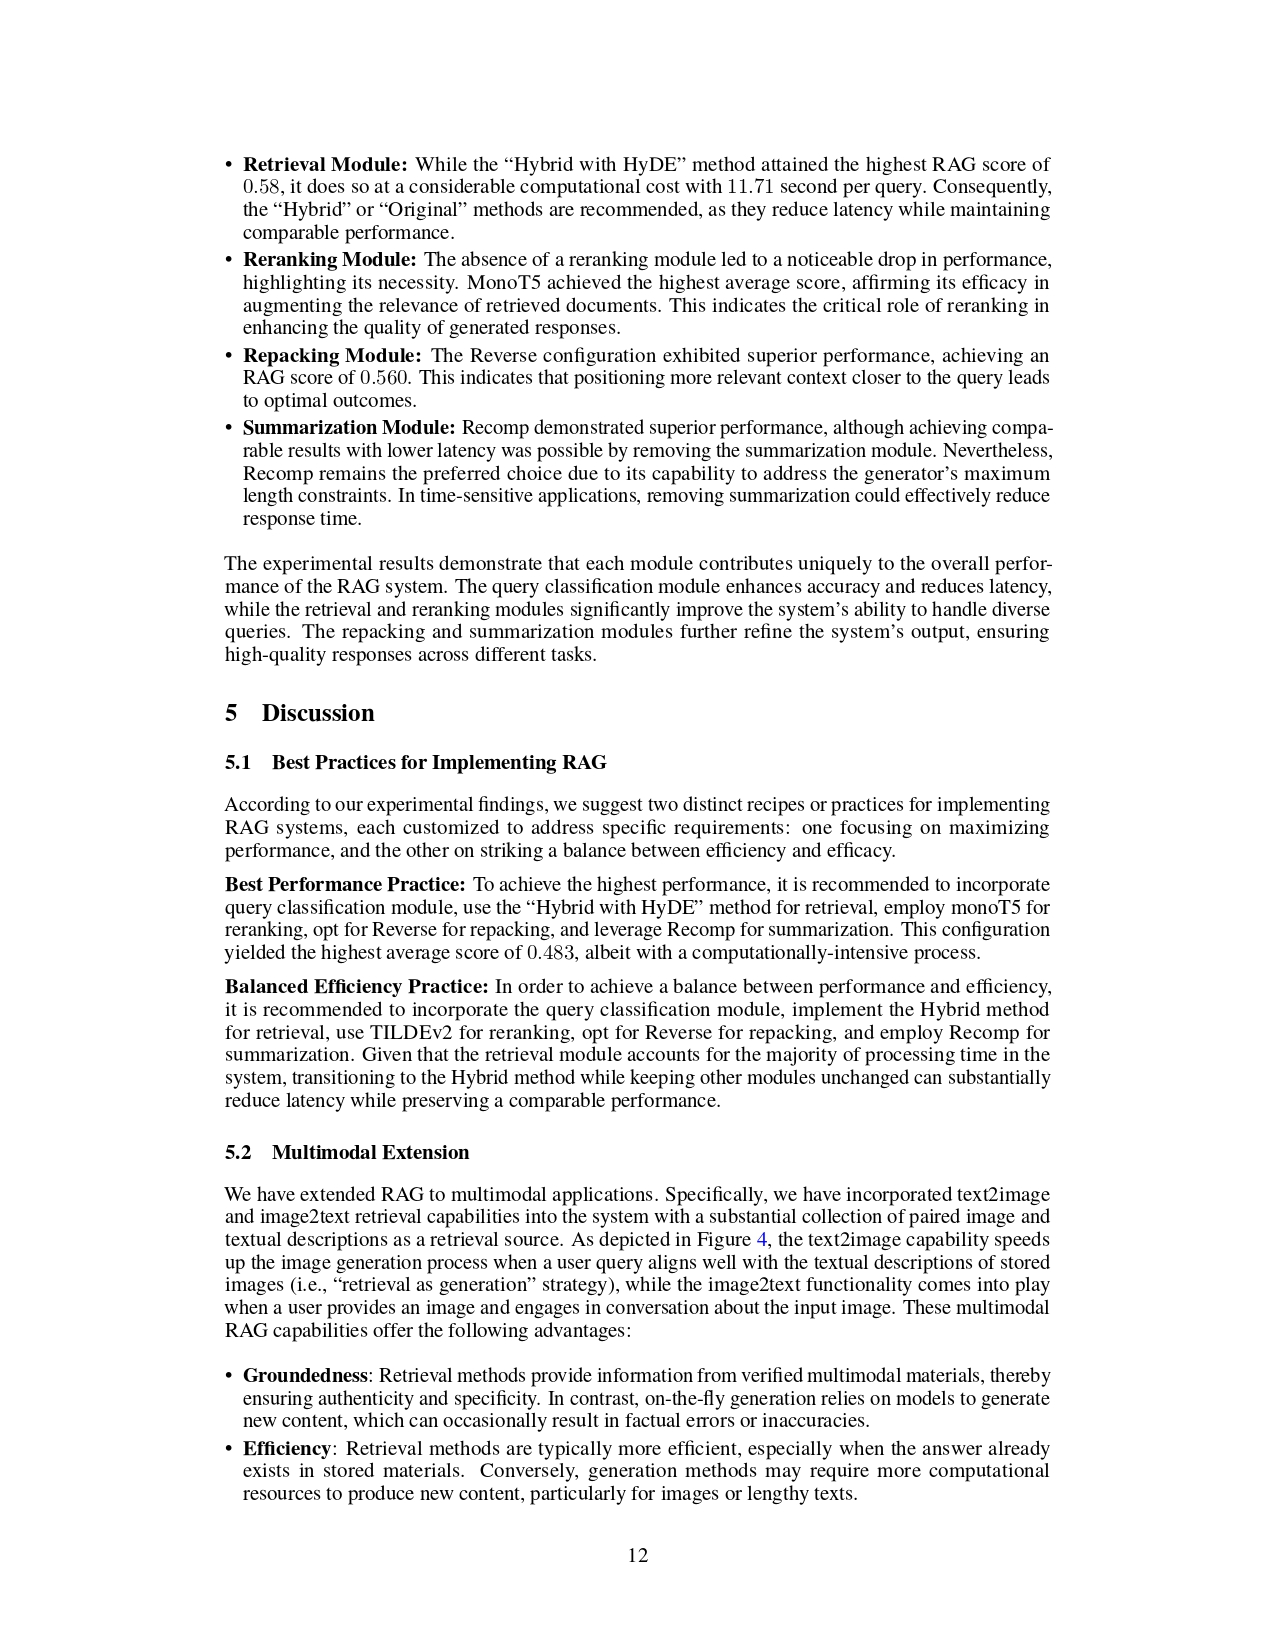 • Retrieval Module: While the “Hybrid with HyDE” method attained the highest RAG score of
0.58, it does so at a considerable computational cost with 11.71 second per query. Consequently,
the “Hybrid” or “Original” methods are recommended, as they reduce latency while maintaining
comparable performance.
• Reranking Module: The absence of a reranking module led to a noticeable drop in performance,
highlighting its necessity. MonoT5 achieved the highest average score, affirming its efficacy in
augmenting the relevance of retrieved documents. This indicates the critical role of reranking in
enhancing the quality of generated responses.
• Repacking Module: The Reverse configuration exhibited superior performance, achieving an
RAG score of 0.560. This indicates that positioning more relevant context closer to the query leads
to optimal outcomes.
• Summarization Module: Recomp demonstrated superior performance, although achieving compa-
rable results with lower latency was possible by removing the summarization module. Nevertheless,
Recomp remains the preferred choice due to its capability to address the generator’s maximum
length constraints. In time-sensitive applications, removing summarization could effectively reduce
response time.
The experimental results demonstrate that each module contributes uniquely to the overall perfor-
mance of the RAG system. The query classification module enhances accuracy and reduces latency,
while the retrieval and reranking modules significantly improve the system’s ability to handle diverse
queries. The repacking and summarization modules further refine the system’s output, ensuring
high-quality responses across different tasks.
5 Discussion
5.1 Best Practices for Implementing RAG
According to our experimental findings, we suggest two distinct recipes or practices for implementing
RAG systems, each customized to address specific requirements: one focusing on maximizing
performance, and the other on striking a balance between efficiency and efficacy.
Best Performance Practice: To achieve the highest performance, it is recommended to incorporate
query classification module, use the “Hybrid with HyDE” method for retrieval, employ monoT5 for
reranking, opt for Reverse for repacking, and leverage Recomp for summarization. This configuration
yielded the highest average score of 0.483, albeit with a computationally-intensive process.
Balanced Efficiency Practice: In order to achieve a balance between performance and efficiency,
it is recommended to incorporate the query classification module, implement the Hybrid method
for retrieval, use TILDEv2 for reranking, opt for Reverse for repacking, and employ Recomp for
summarization. Given that the retrieval module accounts for the majority of processing time in the
system, transitioning to the Hybrid method while keeping other modules unchanged can substantially
reduce latency while preserving a comparable performance.
5.2 Multimodal Extension
We have extended RAG to multimodal applications. Specifically, we have incorporated text2image
and image2text retrieval capabilities into the system with a substantial collection of paired image and
textual descriptions as a retrieval source. As depicted in Figure 4, the text2image capability speeds
up the image generation process when a user query aligns well with the textual descriptions of stored
images (i.e., “retrieval as generation” strategy), while the image2text functionality comes into play
when a user provides an image and engages in conversation about the input image. These multimodal
RAG capabilities offer the following advantages:
• Groundedness: Retrieval methods provide information from verified multimodal materials, thereby
ensuring authenticity and specificity. In contrast, on-the-fly generation relies on models to generate
new content, which can occasionally result in factual errors or inaccuracies.
• Efficiency: Retrieval methods are typically more efficient, especially when the answer already
exists in stored materials. Conversely, generation methods may require more computational
resources to produce new content, particularly for images or lengthy texts.
12